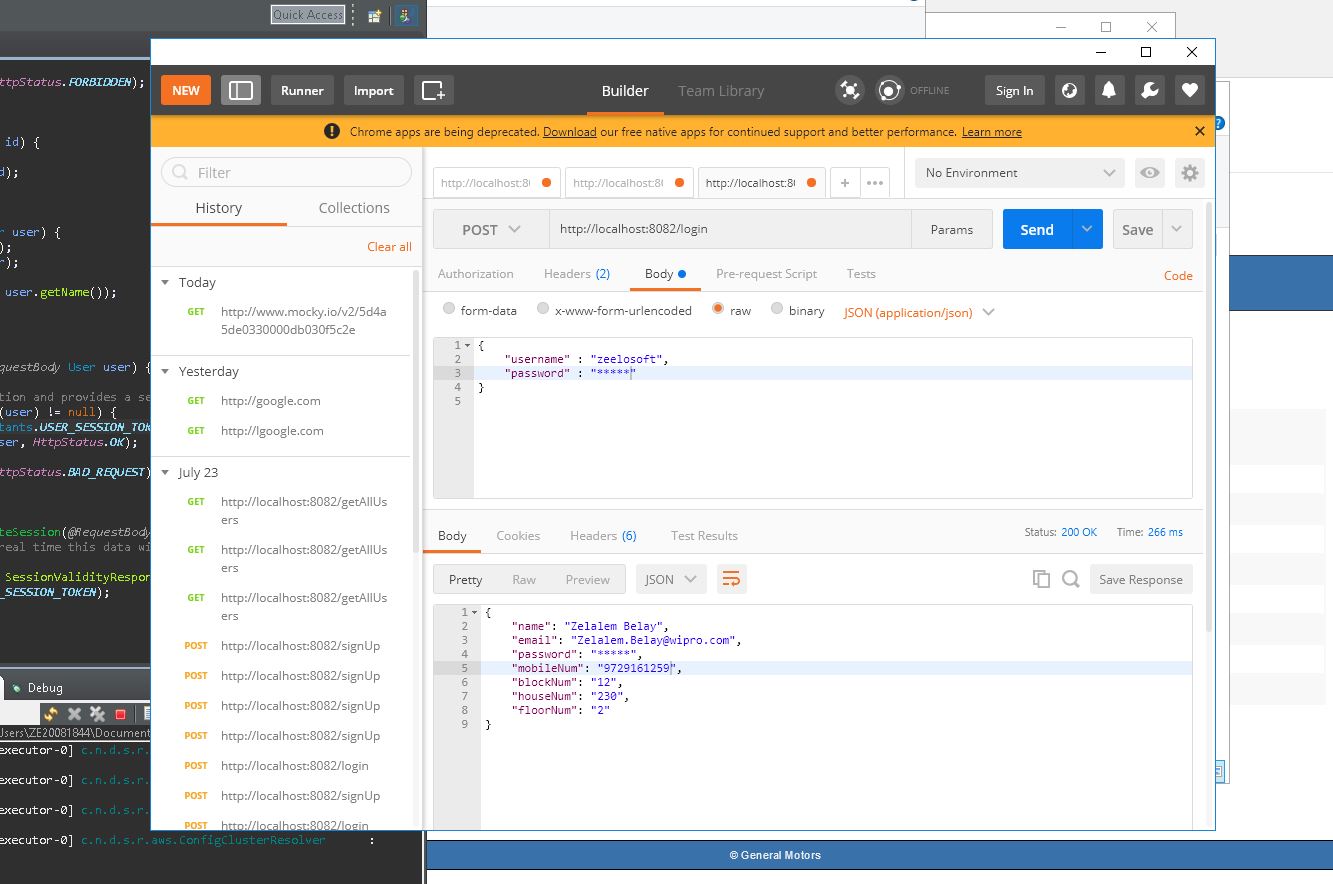 Quick Access
ttpStatus.FORBIDDEN);
id) {
d);
r user) {
);
r);
user.getName());
questBody User user) {
tion and provides a se
(user) != null) {
tants.USER_SESSION_TOK
ser, HttpStatus.OK);
ttpStatus.BAD_REQUEST)
teSession(@RequestBody
real time this data wi
SessionValidityRespon
_SESSION_TOKEN);
Debug
Users\ZE20081844\Document
executor-0] c.n.d.s.r.
executor-0] c.n.d.s.r.
executor-0] c.n.d.s.r.
executor-0] c.n.d.s.r.aws.ConfigClusterResolver :
NEW
Runner
Import
Builder
Team Library
OFFLINE
Sign In
Chrome apps are being deprecated. Download our free native apps for continued support and better performance. Learn more
Filter
History
Collections
Clear all
Today
GET http://www.mocky.io/v2/5d4a
5de0330000db030f5c2e
Yesterday
GET http://google.com
GET http://lgoogle.com
July 23
GET http://localhost:8082/getAllUs
ers
GET http://localhost:8082/getAllUs
ers
GET http://localhost:8082/getAllUs
ers
POST http://localhost:8082/signUp
POST http://localhost:8082/signUp
POST http://localhost:8082/signUp
POST http://localhost:8082/signUp
POST http://localhost:8082/login
POST http://localhost:8082/signUp
POST http://localhost:8082/login
http://localhost:8
http://localhost:8
http://localhost:8
No Environment
POST
http://localhost:8082/login
Params
Send
Save
Authorization
Headers (2)
Body
Pre-request Script
Tests
Code
form-data
x-www-form-urlencoded
raw
binary
JSON (application/json)
1 {
2 "username" : "zeelosoft",
3 "password" : "*****"
4 }
5
Body
Cookies
Headers (6)
Test Results
Status: 200 OK
Time: 266 ms
Pretty
Raw
Preview
JSON
Save Response
1 {
2 "name": "Zelalem Belay",
3 "email": "Zelalem.Belay@wipro.com",
4 "password": "*****",
5 "mobileNum": "9729161259",
6 "blockNum": "12",
7 "houseNum": "230",
8 "floorNum": "2"
9 }
© General Motors